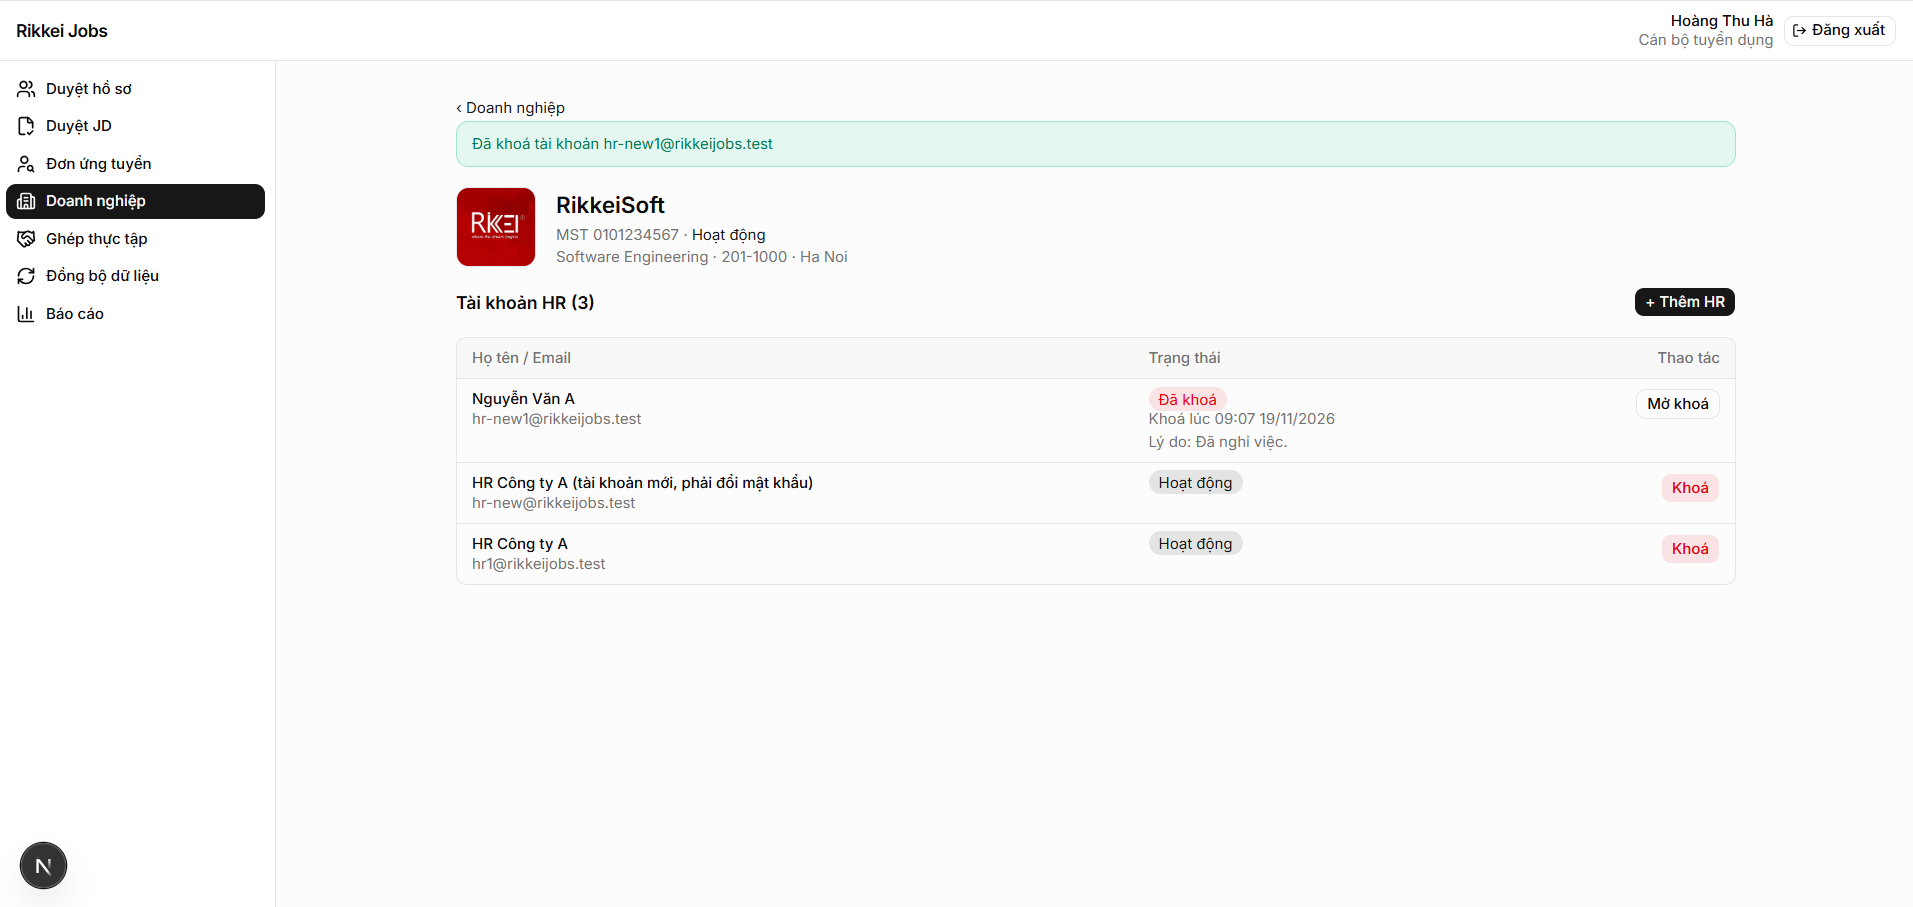 Rikkei Jobs
Hoàng Thu Hà
Cán bộ tuyển dụng
Đăng xuất
Duyệt hồ sơ
Duyệt JD
Đơn ứng tuyển
Doanh nghiệp
Ghép thực tập
Đồng bộ dữ liệu
Báo cáo
‹ Doanh nghiệp
Đã khoá tài khoản hr-new1@rikkeijobs.test
RIKKEI
RikkeiSoft
MST 0101234567 · Hoạt động
Software Engineering · 201-1000 · Ha Noi
Tài khoản HR (3)
+ Thêm HR
Họ tên / Email Trạng thái Thao tác
Nguyễn Văn A
hr-new1@rikkeijobs.test
Đã khoá
Khoá lúc 09:07 19/11/2026
Lý do: Đã nghỉ việc.
Mở khoá
HR Công ty A (tài khoản mới, phải đổi mật khẩu)
hr-new@rikkeijobs.test
Hoạt động
Khoá
HR Công ty A
hr1@rikkeijobs.test
Hoạt động
Khoá
N